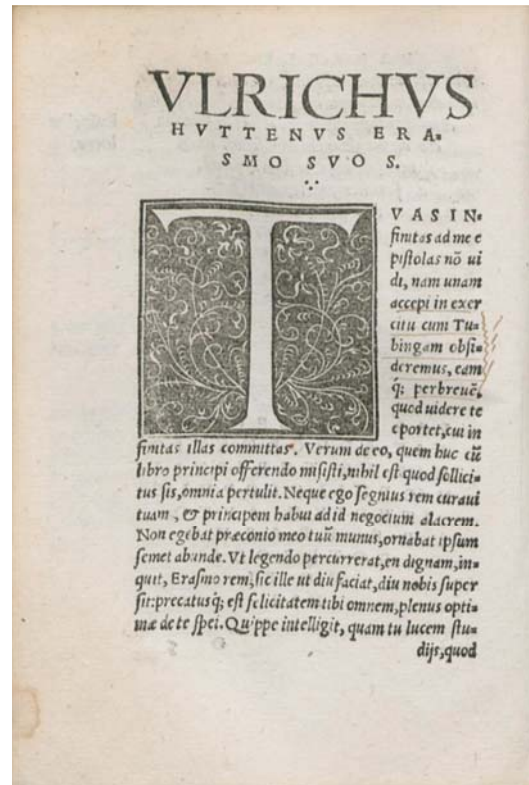 VLRICHVS
HVTTENVS ERA-
SMO SVO S.
TVAS IN-
finitas ad me e
pistolas nõ ui
di, nam unam
accepi in exer
citu cum Tu-
bingam obsi-
deremus, eam
q; perbreuẽ,
quod uidere te
oportet, cui in
finitas illas committas. Verum de eo, quem huc cũ
libro principi offerendo misisti, nihil est quod sollici-
tus sis, omnia pertulit. Neque ego segnius rem curaui
tuam, & principem habui ad id negocium alacrem.
Non egebat præconio meo tuũ munus, ornabat ipsum
semet abunde. Vt legendo percurrerat, en dignam, in-
quit, Erasmo rem, sic ille ut diu faciat, diu nobis super
sit: precatusq; est felicitatem tibi omnem, plenus opti-
mæ de te spei. Quippe intelligit, quam tu lucem stu-
dijs, quod